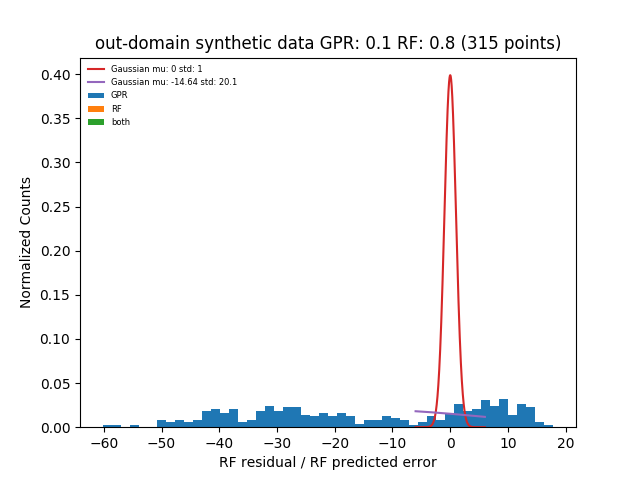 out-domain synthetic data GPR: 0.1 RF: 0.8 (315 points)
Gaussian mu: 0 std: 1
Gaussian mu: -14.64 std: 20.1
GPR
RF
both
Normalized Counts
0.40
0.35
0.30
0.25
0.20
0.15
0.10
0.05
0.00
−60 −50 −40 −30 −20 −10 0 10 20
RF residual / RF predicted error